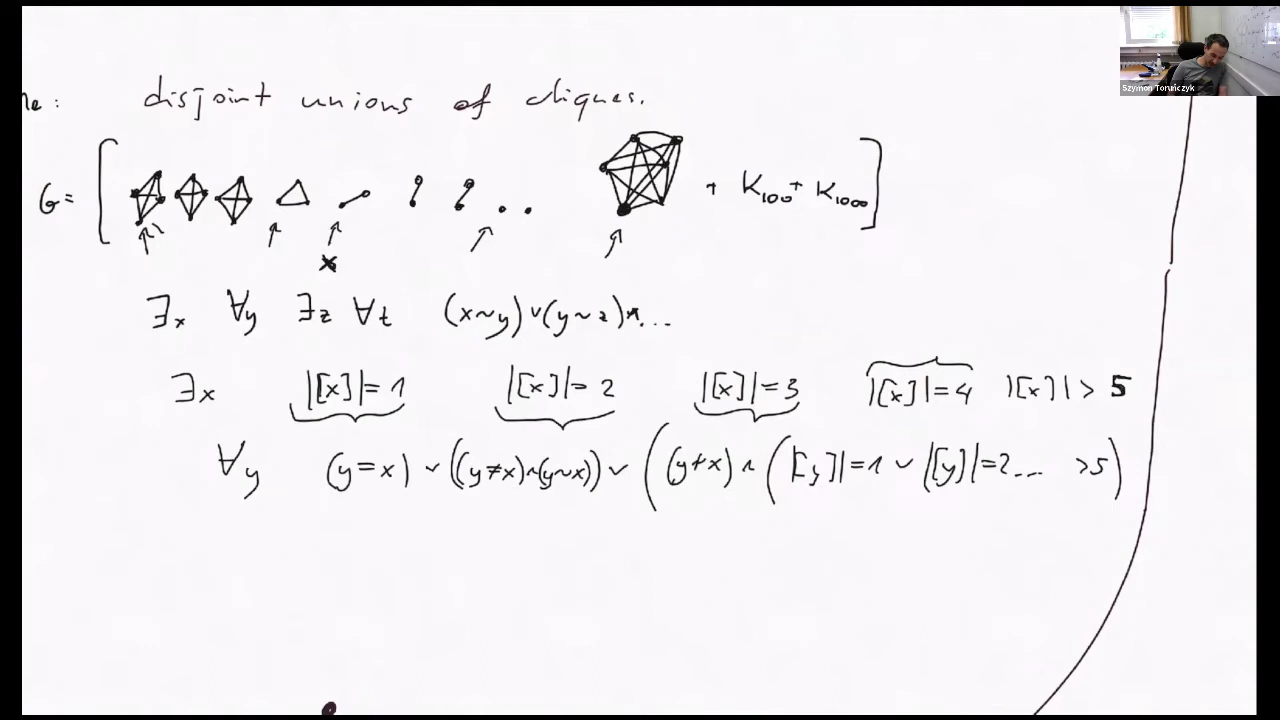 Szymon Toruńczyk
disjoint unions of cliques.
G = [ + K₁₀₀ + K₁₀₀₀ ]
x
∃x ∀y ∃z ∀t (x~y)∨(y~z)∧...
∃x |[x]|=1 |[x]|=2 |[x]|=3 |[x]|=4 |[x]|>5
∀y (y=x) ∨ ((y≠x)∧(y~x)) ∨ ((y≁x) ∧ (|[y]|=1 ∨ |[y]|=2... >5)